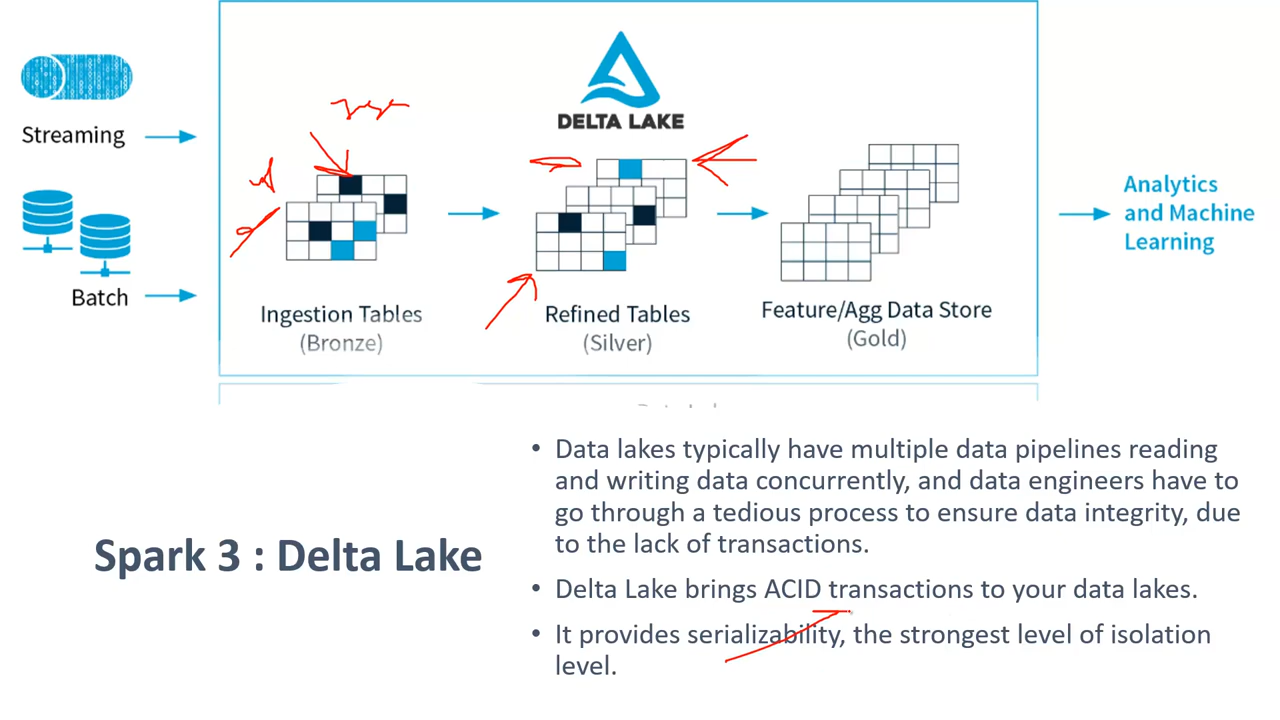 Streaming
Batch
DELTA LAKE
Ingestion Tables
(Bronze)
Refined Tables
(Silver)
Feature/Agg Data Store
(Gold)
Analytics
and Machine
Learning
Spark 3 : Delta Lake
• Data lakes typically have multiple data pipelines reading
and writing data concurrently, and data engineers have to
go through a tedious process to ensure data integrity, due
to the lack of transactions.
• Delta Lake brings ACID transactions to your data lakes.
• It provides serializability, the strongest level of isolation
level.